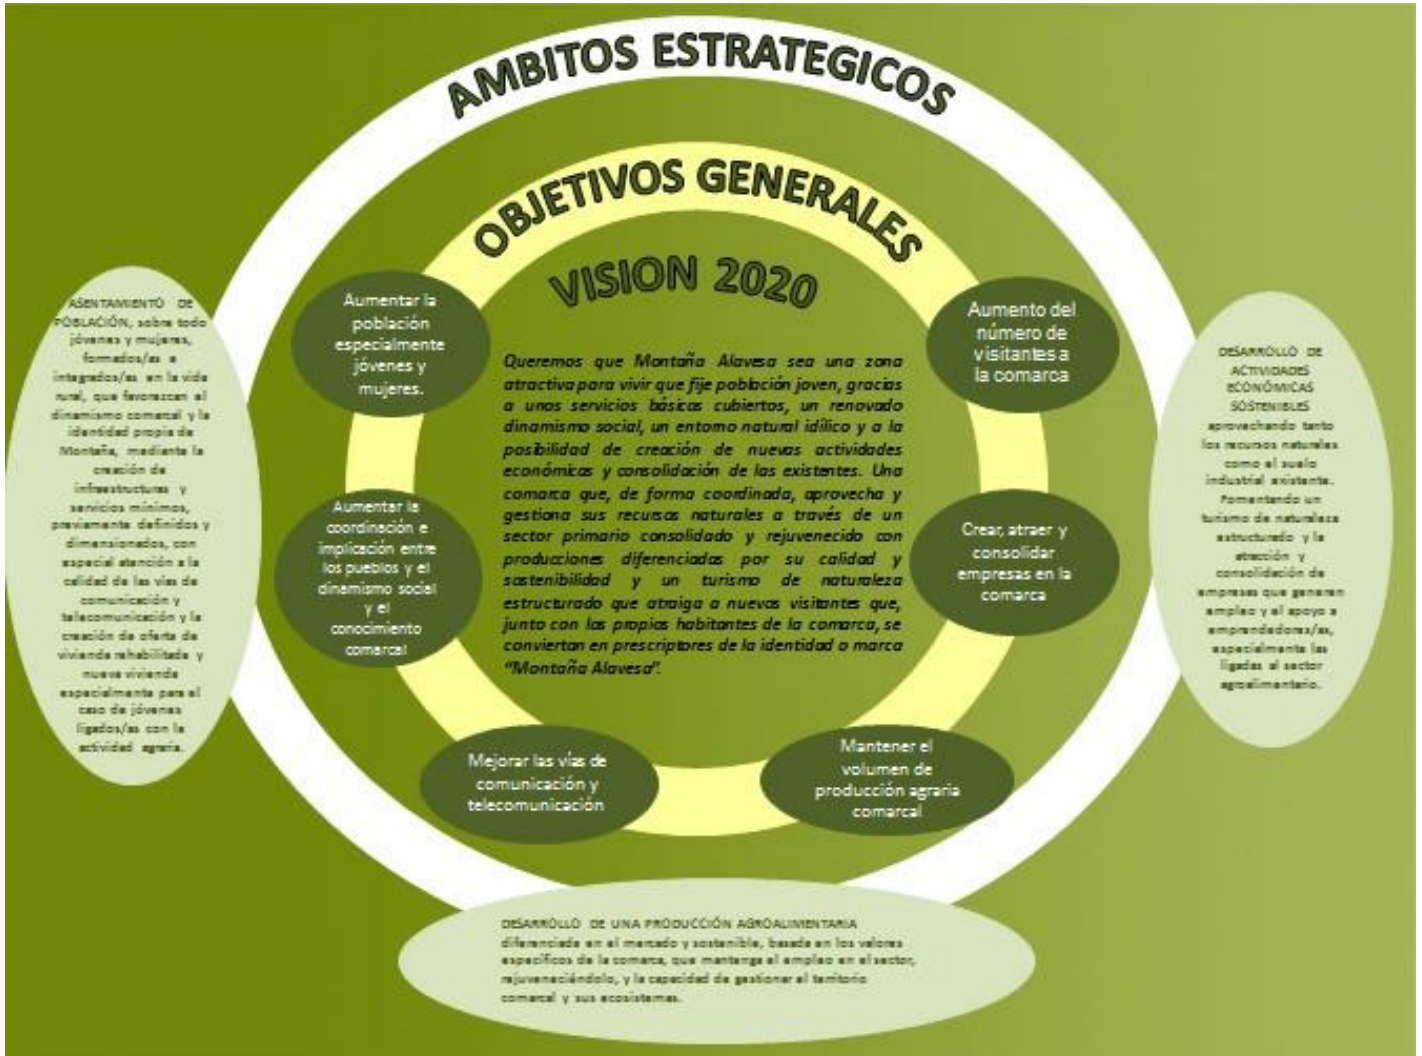 AMBITOS ESTRATEGICOS
OBJETIVOS GENERALES
VISION 2020
Queremos que Montaña Alavesa sea una zona
atractiva para vivir que fije población joven, gracias
a unos servicios básicos cubiertos, un renovado
dinamismo social, un entorno natural idílico y a la
posibilidad de creación de nuevas actividades
económicas y consolidación de las existentes. Una
comarca que, de forma coordinada, aprovecha y
gestiona sus recursos naturales a través de un
sector primario consolidado y rejuvenecido con
producciones diferenciadas por su calidad y
sostenibilidad y un turismo de naturaleza
estructurado que atraiga a nuevos visitantes que,
junto con los propios habitantes de la comarca, se
conviertan en prescriptores de la identidad o marca
“Montaña Alavesa”.
Aumentar la
población
especialmente
jóvenes y
mujeres.
Aumentar la
coordinación e
implicación entre
los pueblos y el
dinamismo social
y el
conocimiento
comarcal
Mejorar las vías de
comunicación y
telecomunicación
Mantener el
volumen de
producción agraria
comarcal
Crear, atraer y
consolidar
empresas en la
comarca
Aumento del
número de
visitantes a
la comarca
ASENTAMIENTO DE
POBLACIÓN, sobre todo
jóvenes y mujeres,
formados/as e
integrados/as en la vida
rural, que favorezcan el
dinamismo comarcal y la
identidad propia de
Montaña, mediante la
creación de
infraestructuras y
servicios mínimos,
previamente definidos y
dimensionados, con
especial atención a la
calidad de las vías de
comunicación y
telecomunicación y la
creación de oferta de
vivienda rehabilitada y
nueva vivienda
especialmente para el
caso de jóvenes
ligados/as con la
actividad agraria.
DESARROLLO DE
ACTIVIDADES
ECONÓMICAS
SOSTENIBLES
aprovechando tanto
los recursos naturales
como el suelo
industrial existente.
Fomentando un
turismo de naturaleza
estructurado y la
atracción y
consolidación de
empresas que generen
empleo y el apoyo a
emprendedores/as,
especialmente las
ligadas al sector
agroalimentario.
DESARROLLO DE UNA PRODUCCIÓN AGROALIMENTARIA
diferenciada en el mercado y sostenible, basada en los valores
específicos de la comarca, que mantenga el empleo en el sector,
rejuveneciéndolo, y la capacidad de gestionar el territorio
comarcal y sus ecosistemas.